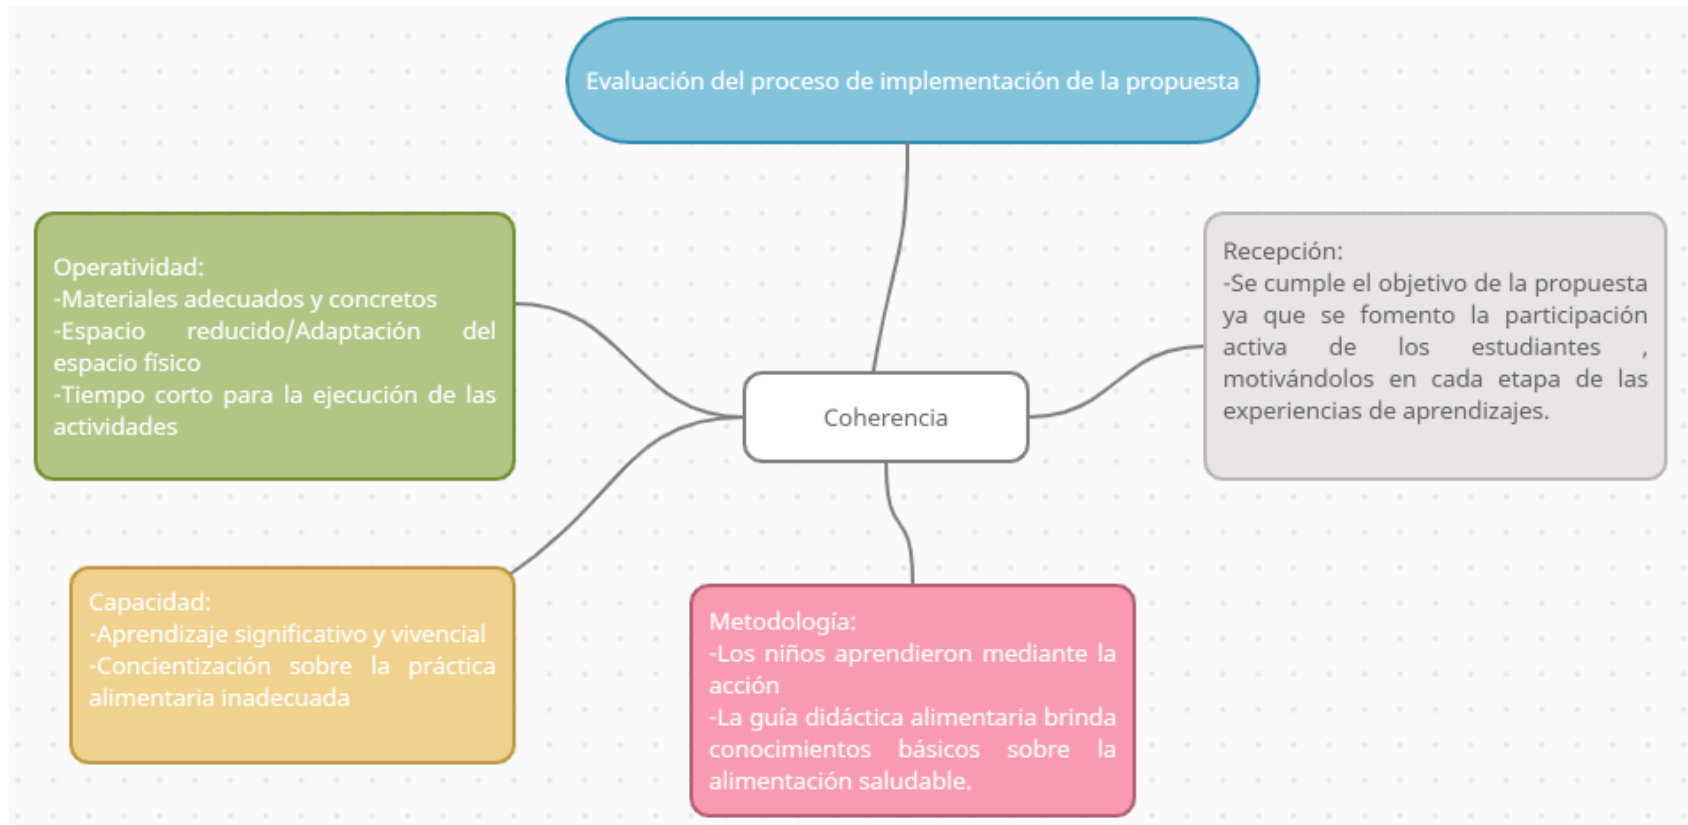 Evaluación del proceso de implementación de la propuesta
Operatividad:
-Materiales adecuados y concretos
-Espacio reducido/Adaptación del
espacio físico
-Tiempo corto para la ejecución de las
actividades
Recepción:
-Se cumple el objetivo de la propuesta
ya que se fomento la participación
activa de los estudiantes ,
motivándolos en cada etapa de las
experiencias de aprendizajes.
Coherencia
Capacidad:
-Aprendizaje significativo y vivencial
-Concientización sobre la práctica
alimentaria inadecuada
Metodología:
-Los niños aprendieron mediante la
acción
-La guía didáctica alimentaria brinda
conocimientos básicos sobre la
alimentación saludable.